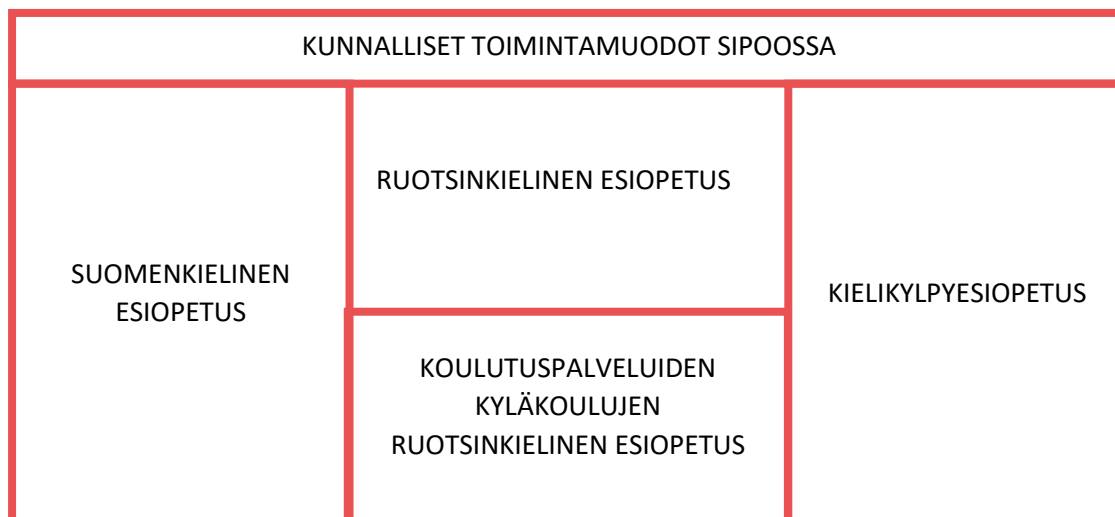 KUNNALLISET TOIMINTAMUODOT SIPOOSSA
SUOMENKIELINEN
ESIOPETUS
RUOTSINKIELINEN ESIOPETUS
KOULUTUSPALVELUIDEN
KYLÄKOULUJEN
RUOTSINKIELINEN ESIOPETUS
KIELIKYLPYESIOPETUS